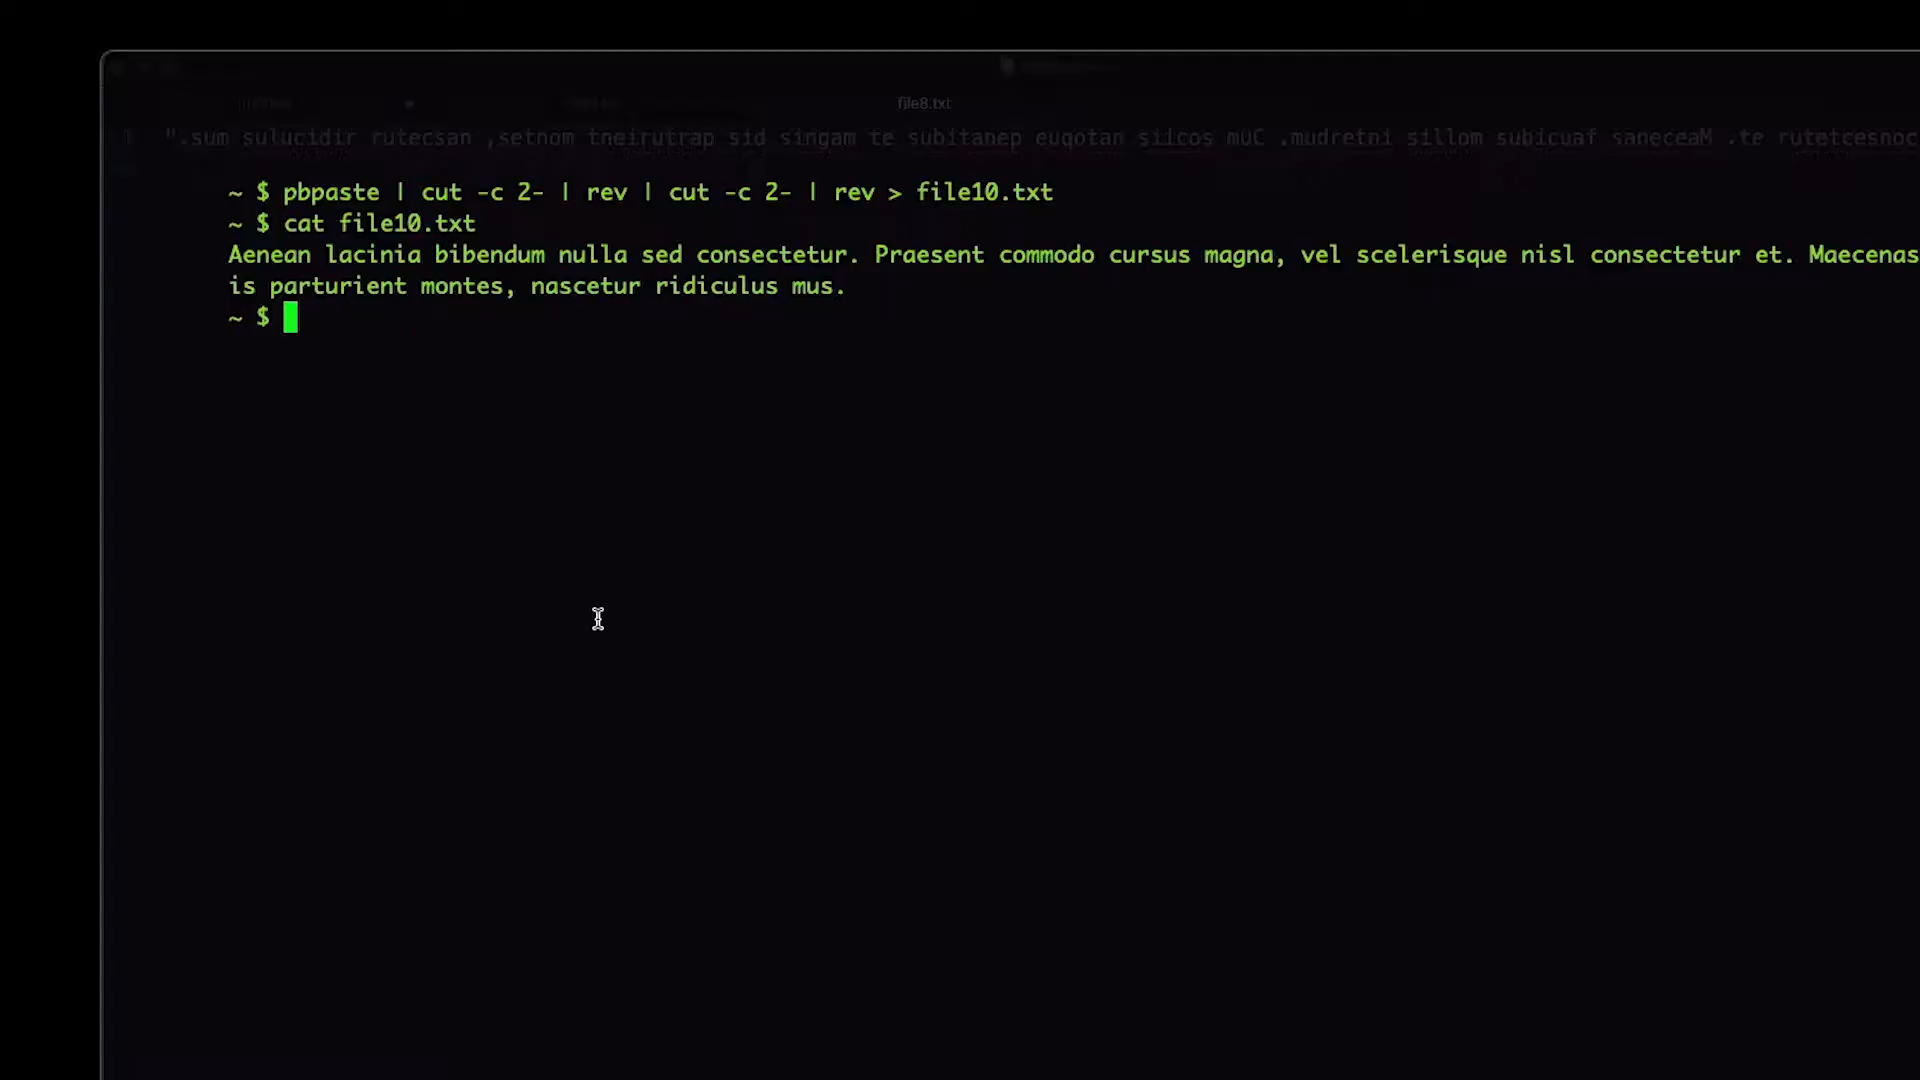 file8.txt
1 ".sum sulucidir rutecsan ,setnom tneirutrap sid singam te subitanep euqotan siicos muC .mudretni sillom subicuaf saneceaM .te rutetcesnoc
~ $ pbpaste | cut -c 2- | rev | cut -c 2- | rev > file10.txt
~ $ cat file10.txt
Aenean lacinia bibendum nulla sed consectetur. Praesent commodo cursus magna, vel scelerisque nisl consectetur et. Maecenas
is parturient montes, nascetur ridiculus mus.
~ $